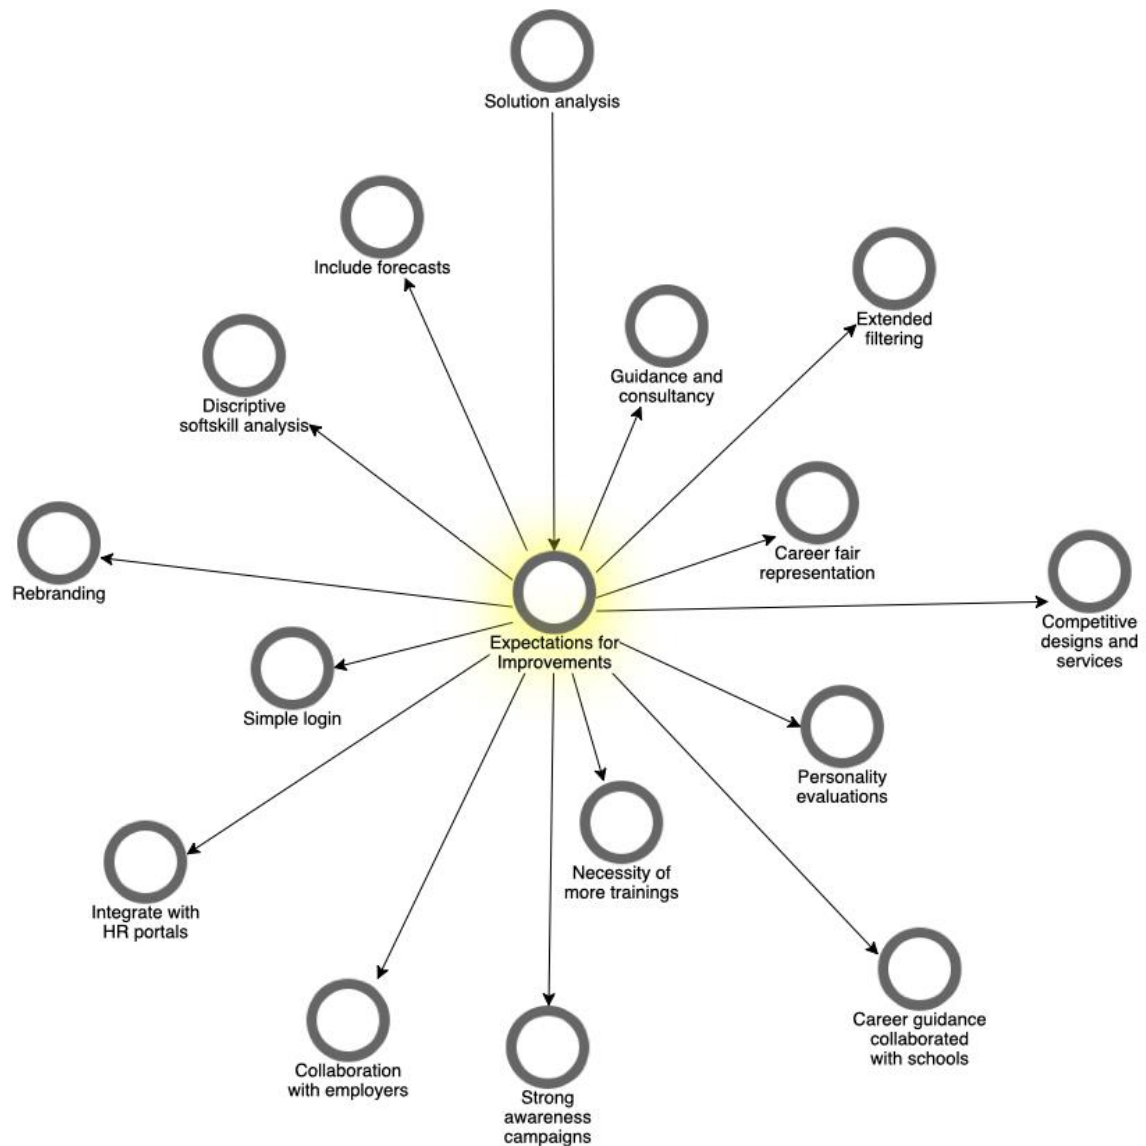 Solution analysis
Include forecasts
Extended
filtering
Guidance and
consultancy
Discriptive
softskill analysis
Career fair
representation
Rebranding
Competitive
designs and
services
Expectations for
Improvements
Simple login
Personality
evaluations
Necessity of
more trainings
Integrate with
HR portals
Career guidance
collaborated
with schools
Collaboration
with employers
Strong
awareness
campaigns